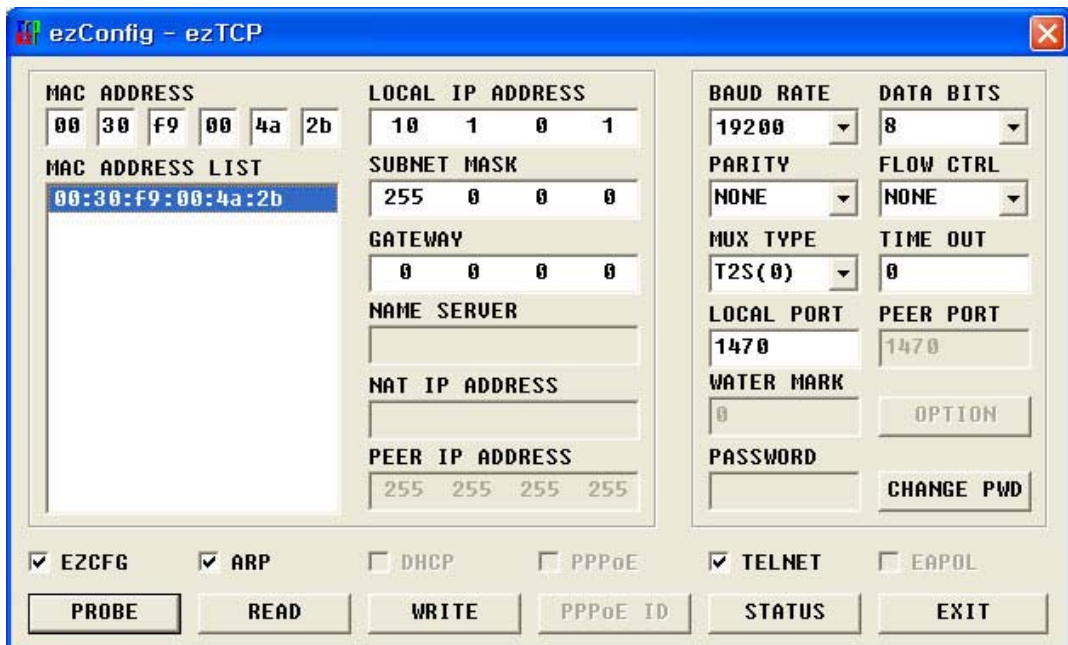 ezConfig - ezTCP
MAC ADDRESS
00 30 f9 00 4a 2b
MAC ADDRESS LIST
00:30:f9:00:4a:2b
LOCAL IP ADDRESS
10 1 0 1
SUBNET MASK
255 0 0 0
GATEWAY
0 0 0 0
NAME SERVER
NAT IP ADDRESS
PEER IP ADDRESS
255 255 255 255
BAUD RATE DATA BITS
19200 8
PARITY FLOW CTRL
NONE NONE
MUX TYPE TIME OUT
T2S(0) 0
LOCAL PORT PEER PORT
1470 1470
WATER MARK
0 OPTION
PASSWORD
CHANGE PWD
EZCFG ARP DHCP PPPoE TELNET EAPOL
PROBE READ WRITE PPPoE ID STATUS EXIT